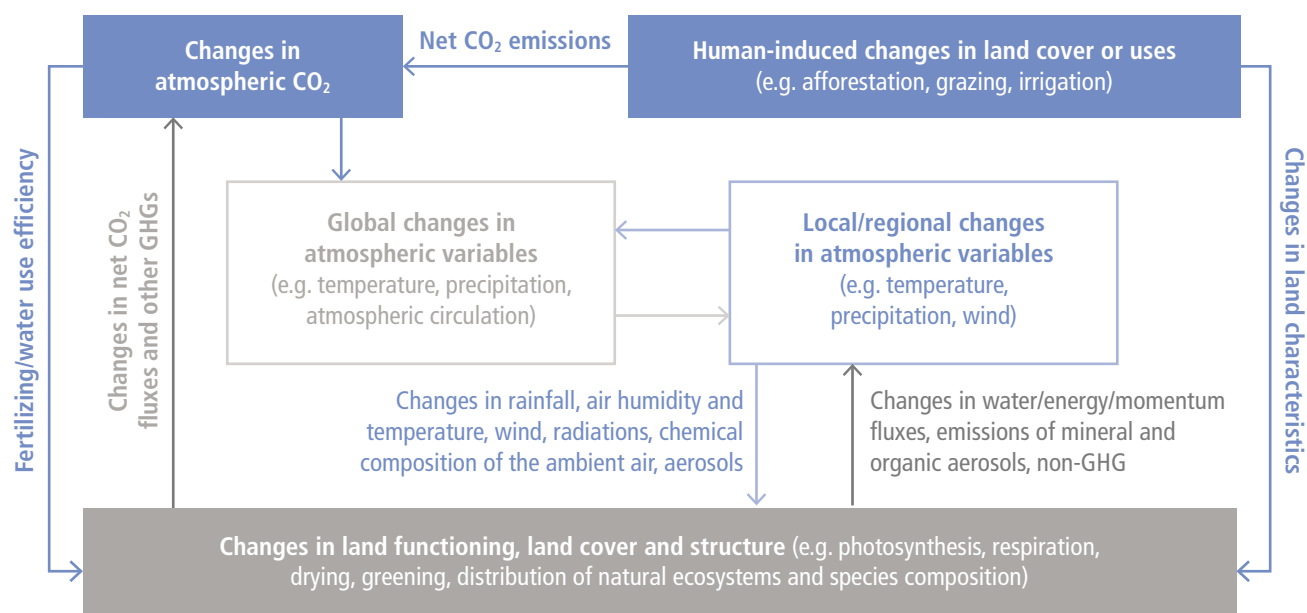 Changes in
atmospheric CO₂
Net CO₂ emissions
Human-induced changes in land cover or uses
(e.g. afforestation, grazing, irrigation)
Fertilizing/water use efficiency
Changes in net CO₂
fluxes and other GHGs
Global changes in
atmospheric variables
(e.g. temperature, precipitation,
atmospheric circulation)
Local/regional changes
in atmospheric variables
(e.g. temperature,
precipitation, wind)
Changes in land characteristics
Changes in rainfall, air humidity and
temperature, wind, radiations, chemical
composition of the ambient air, aerosols
Changes in water/energy/momentum
fluxes, emissions of mineral and
organic aerosols, non-GHG
Changes in land functioning, land cover and structure (e.g. photosynthesis, respiration,
drying, greening, distribution of natural ecosystems and species composition)